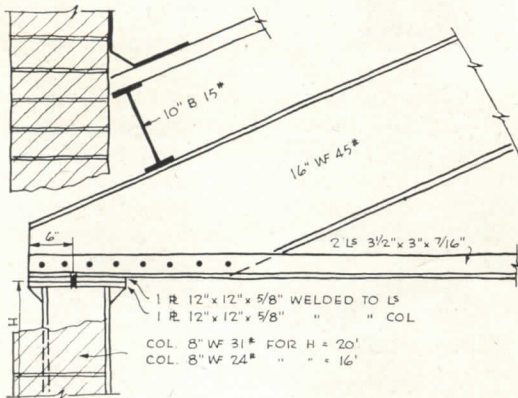 10" B 15#
16" WF 45#
6"
2 Ls 3 1/2" x 3" x 7/16"
1 PL 12" x 12" x 5/8" WELDED TO Ls
1 PL 12" x 12" x 5/8" " " COL
H
COL. 8" WF 31# FOR H = 20'
COL. 8" WF 24# " " = 16'